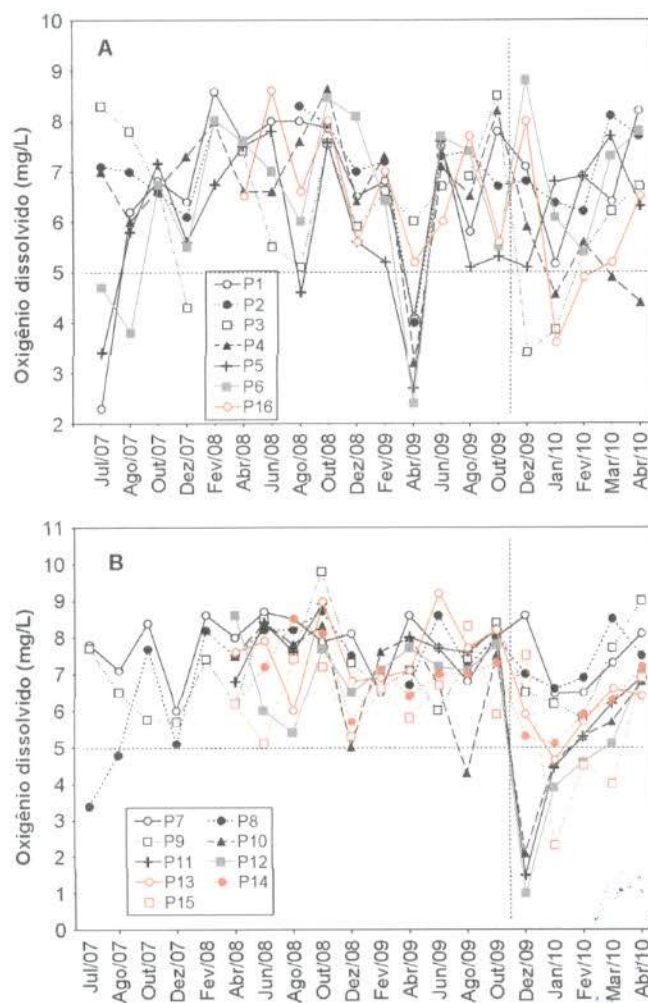 10
A
9
8
7
6
5
4
3
2
Oxigênio dissolvido (mg/L)
P1
P2
P3
P4
P5
P6
P16
Jul/07
Ago/07
Out/07
Dez/07
Fev/08
Abr/08
Jun/08
Ago/08
Out/08
Dez/08
Fev/09
Abr/09
Jun/09
Ago/09
Out/09
Dez/09
Jan/10
Fev/10
Mar/10
Abr/10
11
B
10
9
8
7
6
5
4
3
2
1
0
Oxigênio dissolvido (mg/L)
P7 P8
P9 P10
P11 P12
P13 P14
P15
Jul/07
Ago/07
Out/07
Dez/07
Fev/08
Abr/08
Jun/08
Ago/08
Out/08
Dez/08
Fev/09
Abr/09
Jun/09
Ago/09
Out/09
Dez/09
Jan/10
Fev/10
Mar/10
Abr/10